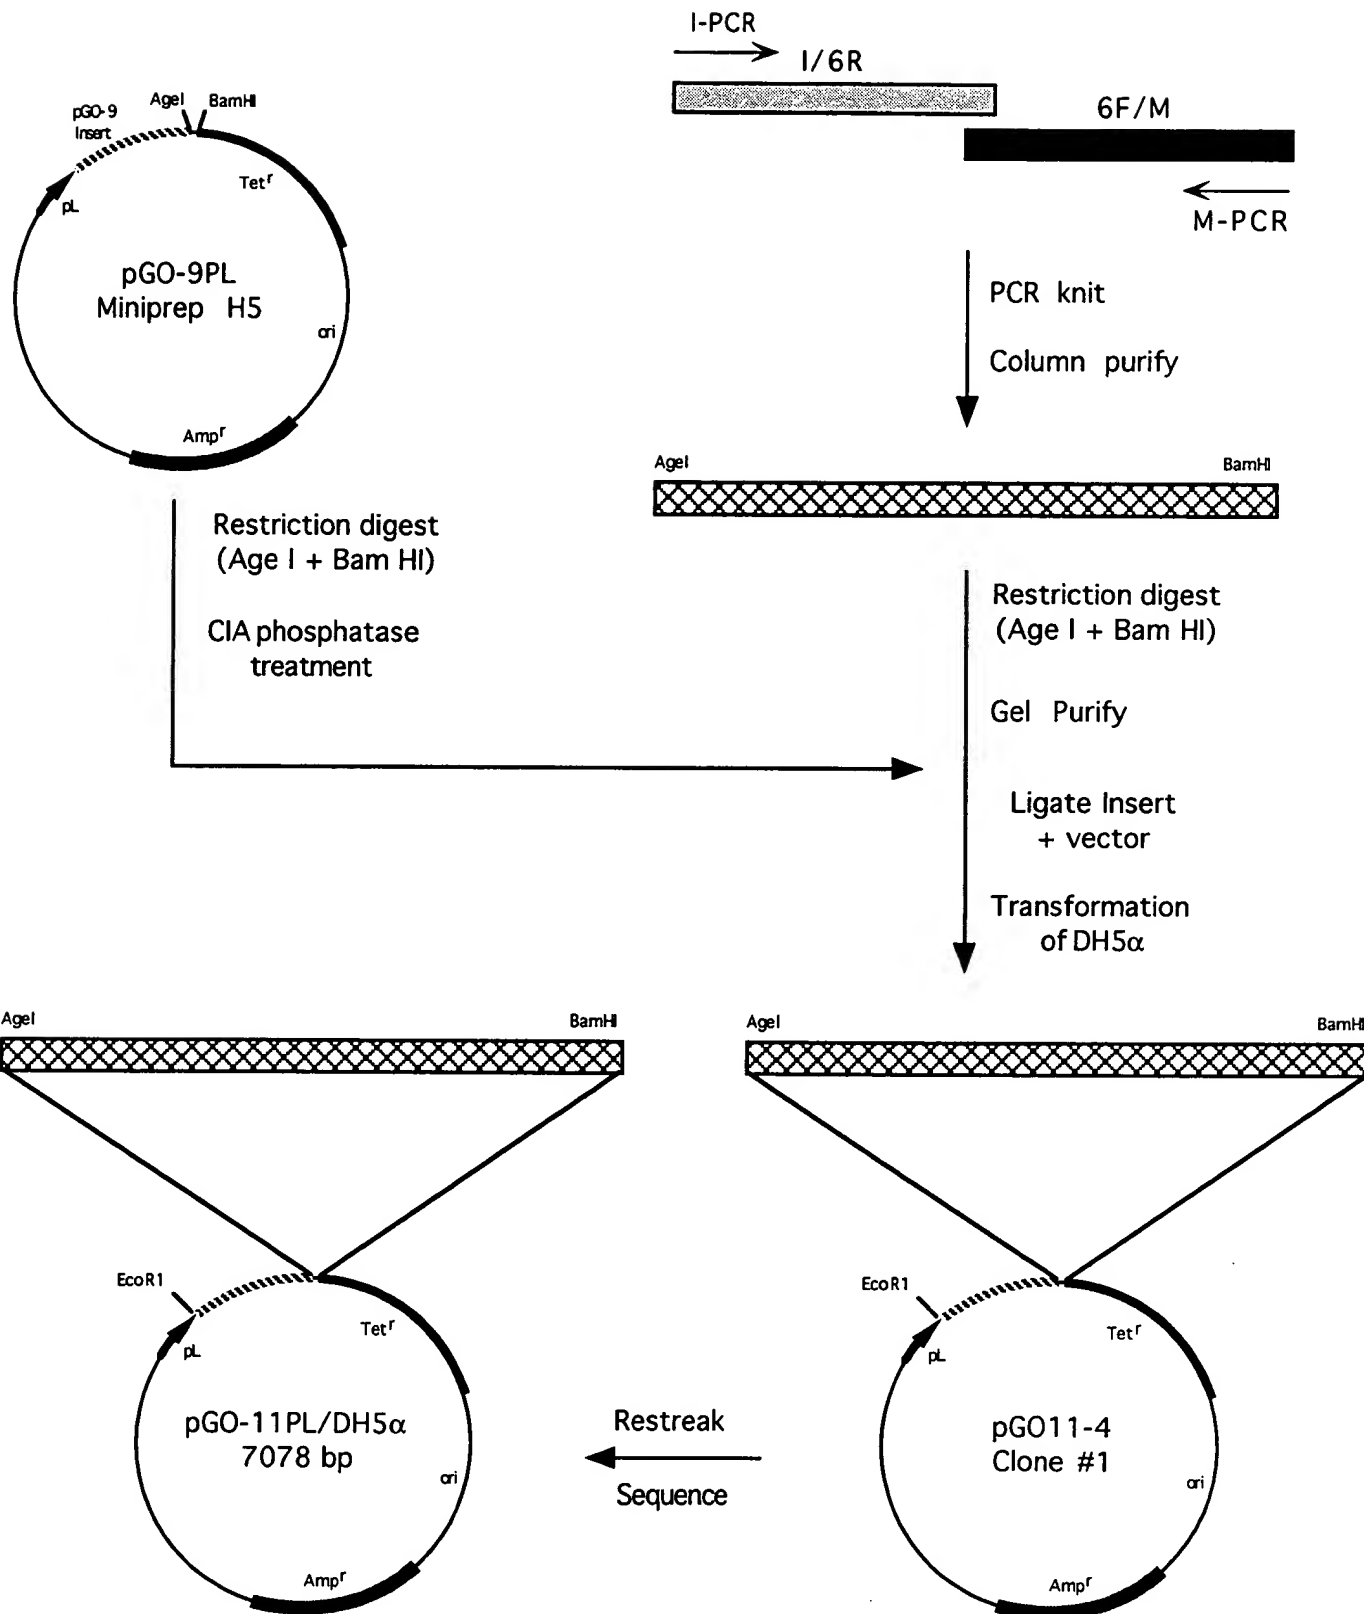 I-PCR
I/6R
6F/M
M-PCR
AgeI
BamHI
pGO-9
Insert
Tetr
pL
pGO-9PL
Miniprep H5
ori
Ampr
PCR knit
Column purify
AgeI
BamHI
Restriction digest
(Age I + Bam HI)
CIA phosphatase
treatment
Restriction digest
(Age I + Bam HI)
Gel Purify
Ligate Insert
+ vector
Transformation
of DH5α
AgeI
BamHI
EcoR1
Tetr
pL
pGO-11PL/DH5α
7078 bp
ori
Ampr
Restreak
Sequence
AgeI
BamHI
EcoR1
Tetr
pL
pGO11-4
Clone #1
ori
Ampr